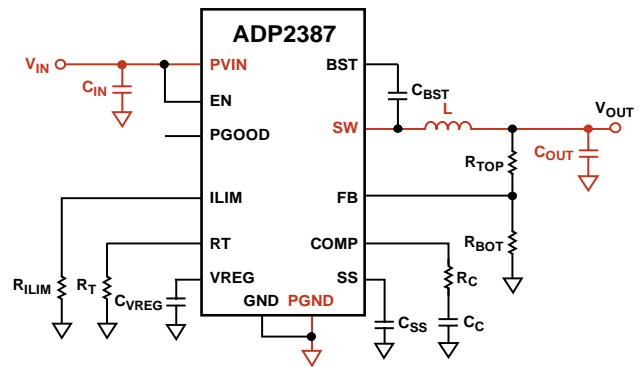 ADP2387
VIN
PVIN
BST
CIN
EN
CBST
L
VOUT
PGOOD
SW
COUT
RTOP
ILIM
FB
RBOT
RT
COMP
RILIM
RT
VREG
SS
RC
CVREG
GND
PGND
CSS
CC